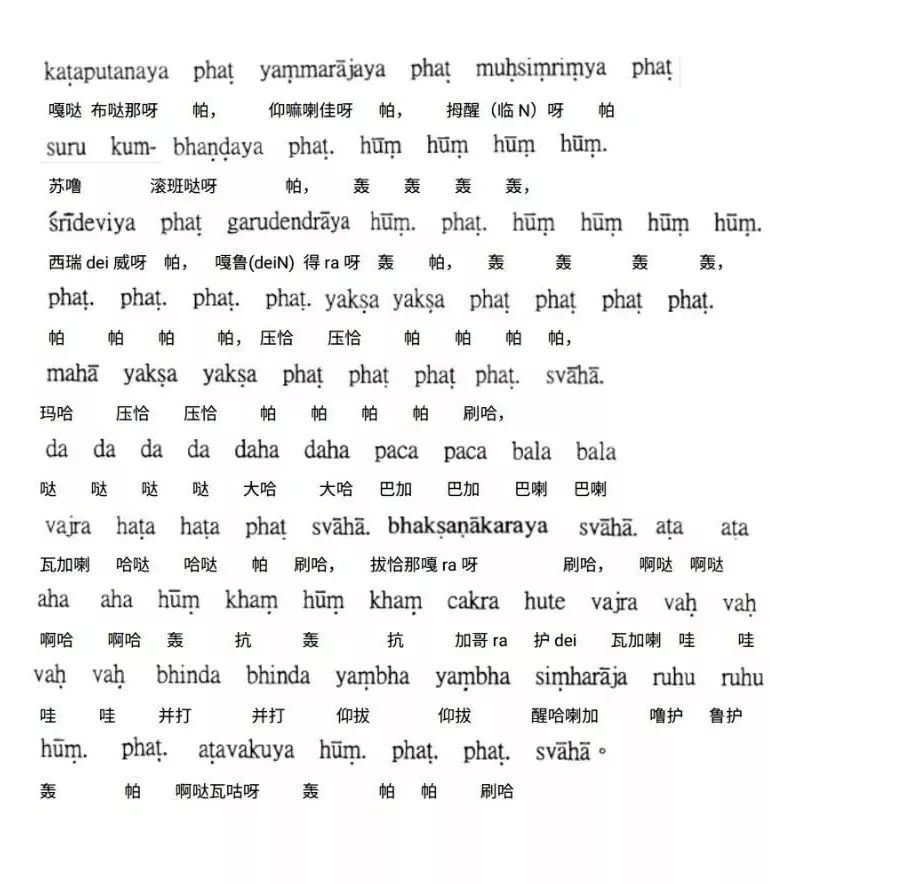 kaṭaputanaya phaṭ yaṃmarājaya phaṭ muḥsiṃriṃya phaṭ
嘎哒 布哒那呀 帕， 仰嘛喇佳呀 帕， 拇醒（临 N）呀 帕
suru kum- bhaṇḍaya phaṭ. hūṃ hūṃ hūṃ hūṃ.
苏噜 滚班哒呀 帕， 轰 轰 轰 轰，
śrīdeviya phaṭ garudendrāya hūṃ. phaṭ. hūṃ hūṃ hūṃ hūṃ.
西瑞 dei 威呀 帕， 嘎鲁(deiN) 得 ra 呀 轰 帕， 轰 轰 轰 轰，
phaṭ. phaṭ. phaṭ. phaṭ. yakṣa yakṣa phaṭ phaṭ phaṭ phaṭ.
帕 帕 帕 帕， 压恰 压恰 帕 帕 帕 帕，
mahā yakṣa yakṣa phaṭ phaṭ phaṭ phaṭ. svāhā.
玛哈 压恰 压恰 帕 帕 帕 帕 刷哈，
da da da da daha daha paca paca bala bala
哒 哒 哒 哒 大哈 大哈 巴加 巴加 巴喇 巴喇
vajra haṭa haṭa phaṭ svāhā. bhakṣaṇākaraya svāhā. aṭa aṭa
瓦加喇 哈哒 哈哒 帕 刷哈， 拔恰那嘎 ra 呀 刷哈， 啊哒 啊哒
aha aha hūṃ khaṃ hūṃ khaṃ cakra hute vajra vaḥ vaḥ
啊哈 啊哈 轰 抗 轰 抗 加哥 ra 护 dei 瓦加喇 哇 哇
vaḥ vaḥ bhinda bhinda yaṃbha yaṃbha siṃharāja ruhu ruhu
哇 哇 并打 并打 仰拔 仰拔 醒哈喇加 噜护 鲁护
hūṃ. phaṭ. aṭavakuya hūṃ. phaṭ. phaṭ. svāhā。
轰 帕 啊哒瓦咕呀 轰 帕 帕 刷哈